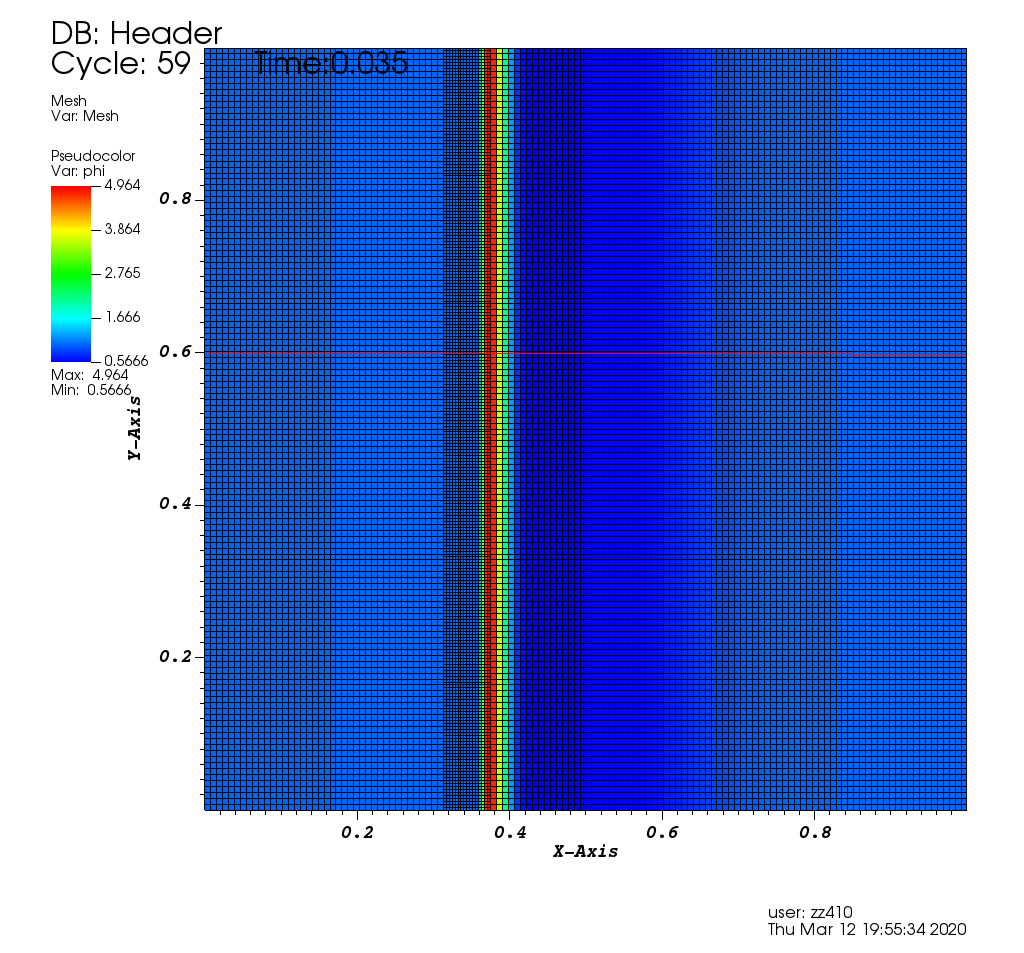 DB: Header
Cycle: 59 Time:0.035
Mesh
Var: Mesh
Pseudocolor
Var: phi
4.964
3.864
2.765
1.666
0.5666
Max: 4.964
Min: 0.5666
Y-Axis
0.8
0.6
0.4
0.2
0.2 0.4 0.6 0.8
X-Axis
user: zz410
Thu Mar 12 19:55:34 2020